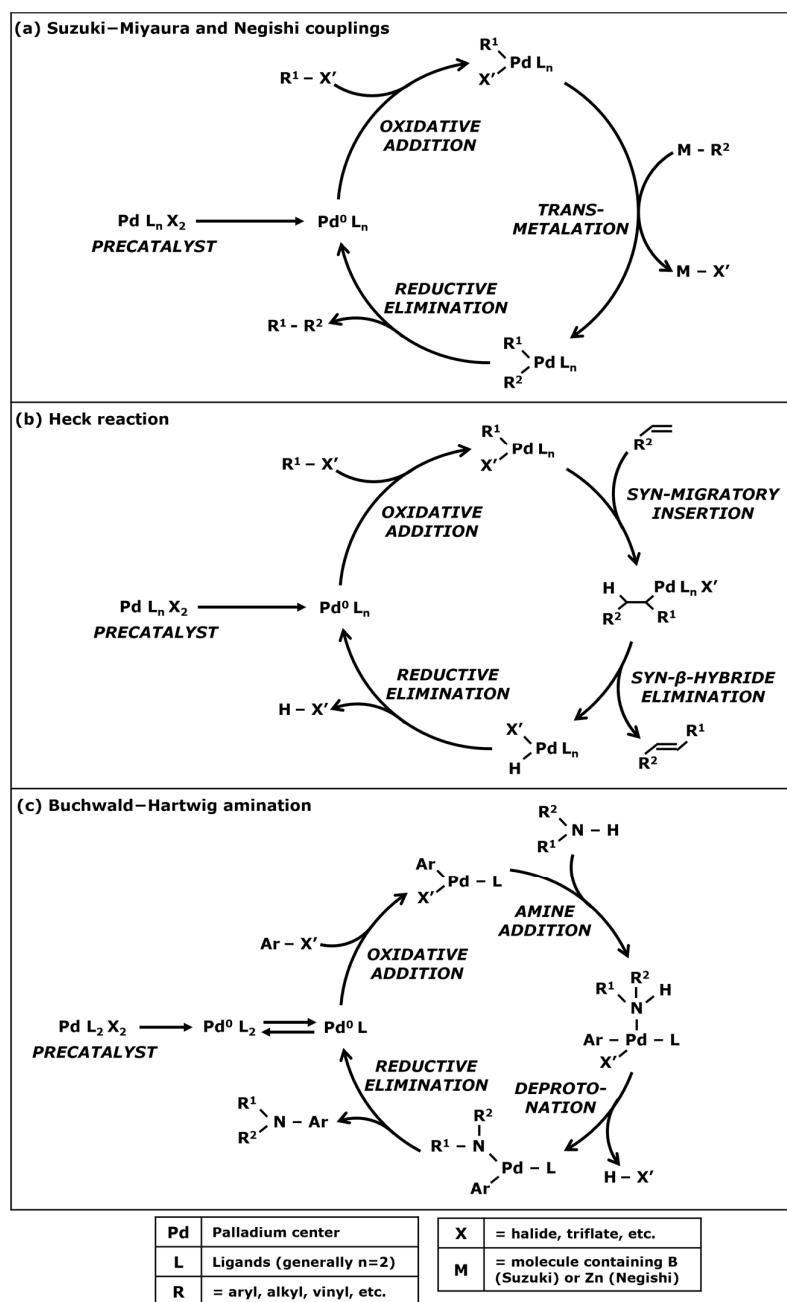 (a) Suzuki−Miyaura and Negishi couplings
R¹
Pd Lₙ
X'
R¹ − X'
OXIDATIVE
ADDITION
M - R²
Pd Lₙ X₂
PRECATALYST
Pd⁰ Lₙ
TRANS-
METALATION
M − X'
REDUCTIVE
ELIMINATION
R¹ - R²
R¹
Pd Lₙ
R²
(b) Heck reaction
R¹
Pd Lₙ
X'
R²
R¹ − X'
OXIDATIVE
ADDITION
SYN-MIGRATORY
INSERTION
Pd Lₙ X₂
PRECATALYST
Pd⁰ Lₙ
H
Pd Lₙ X'
R²
R¹
REDUCTIVE
ELIMINATION
SYN-β-HYBRIDE
ELIMINATION
H − X'
X'
Pd Lₙ
H
R¹
R²
(c) Buchwald−Hartwig amination
R²
N − H
R¹
Ar
Pd − L
X'
AMINE
ADDITION
Ar − X'
OXIDATIVE
ADDITION
R²
R¹
H
N
Ar − Pd − L
X'
Pd L₂ X₂
PRECATALYST
Pd⁰ L₂
Pd⁰ L
REDUCTIVE
ELIMINATION
DEPROTO-
NATION
R¹
N − Ar
R²
R²
R¹ − N
Pd − L
Ar
H − X'
Pd Palladium center
L Ligands (generally n=2)
R = aryl, alkyl, vinyl, etc.
X = halide, triflate, etc.
M = molecule containing B
(Suzuki) or Zn (Negishi)